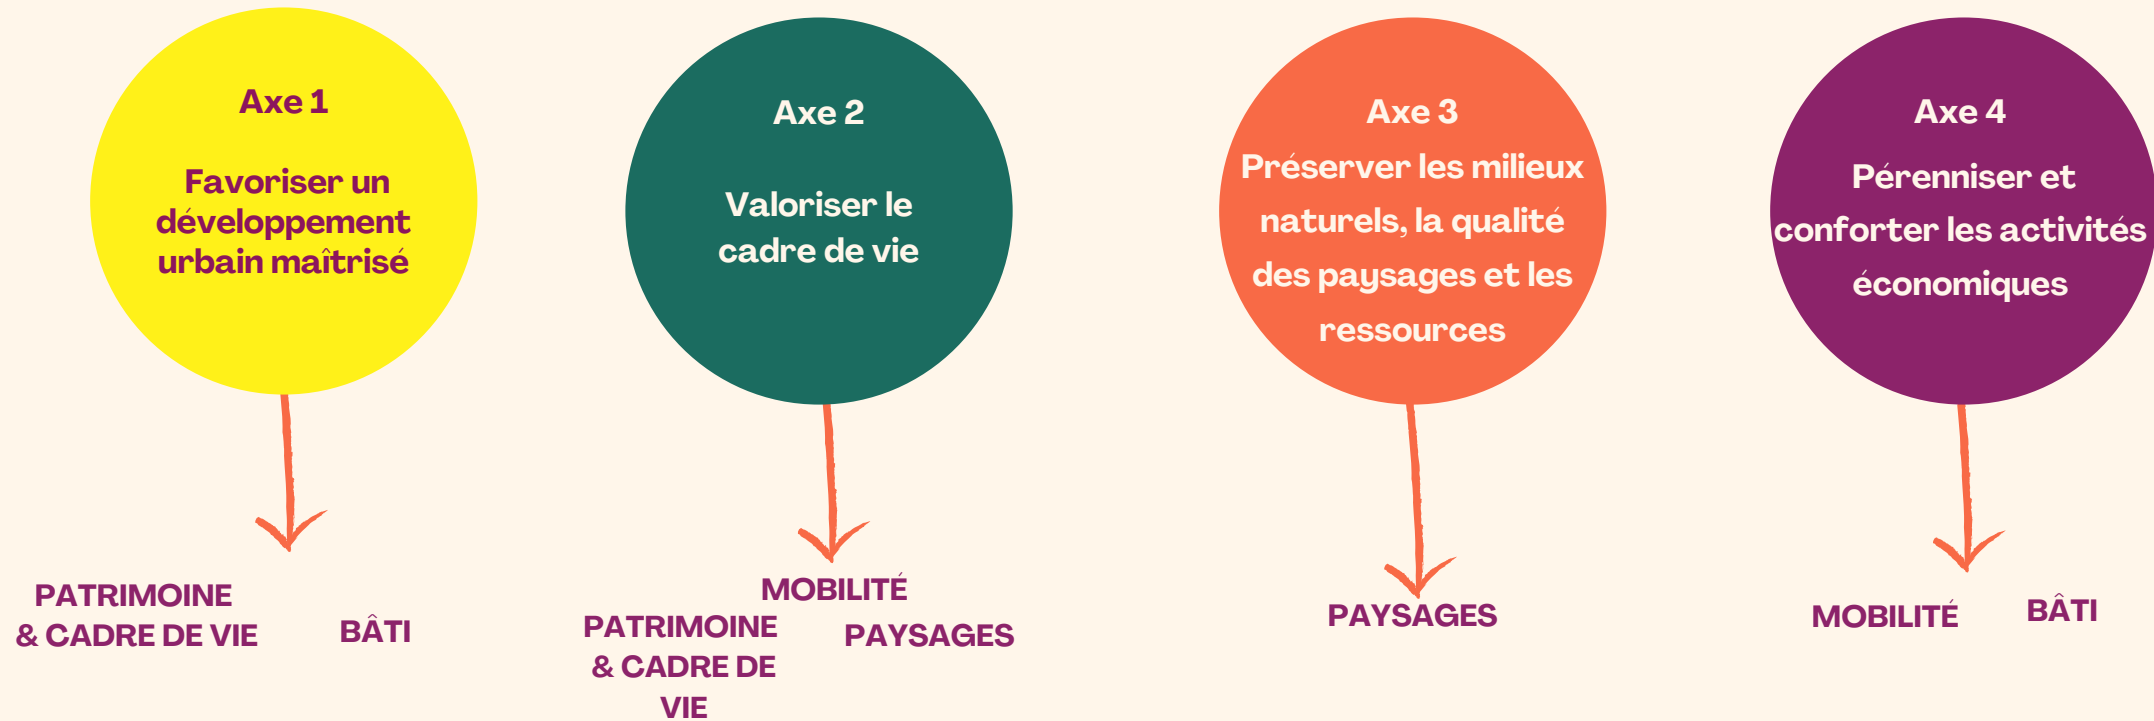 Axe 1
Favoriser un
développement
urbain maîtrisé
PATRIMOINE
& CADRE DE VIE
BÂTI
Axe 2
Valoriser le
cadre de vie
MOBILITÉ
PATRIMOINE
& CADRE DE
VIE
PAYSAGES
Axe 3
Préserver les milieux
naturels, la qualité
des paysages et les
ressources
PAYSAGES
Axe 4
Pérenniser et
conforter les activités
économiques
MOBILITÉ
BÂTI